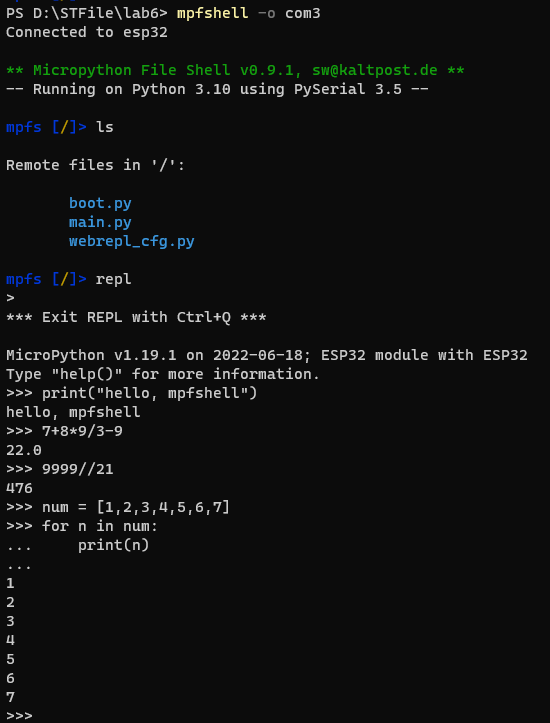 PS D:\STFile\lab6> mpfshell -o com3
Connected to esp32
** Micropython File Shell v0.9.1, sw@kaltpost.de **
-- Running on Python 3.10 using PySerial 3.5 --
mpfs [/]> ls
Remote files in '/':
boot.py
main.py
webrepl_cfg.py
mpfs [/]> repl
>
*** Exit REPL with Ctrl+Q ***
MicroPython v1.19.1 on 2022-06-18; ESP32 module with ESP32
Type "help()" for more information.
>>> print("hello, mpfshell")
hello, mpfshell
>>> 7+8*9/3-9
22.0
>>> 9999//21
476
>>> num = [1,2,3,4,5,6,7]
>>> for n in num:
...     print(n)
...
1
2
3
4
5
6
7
>>>